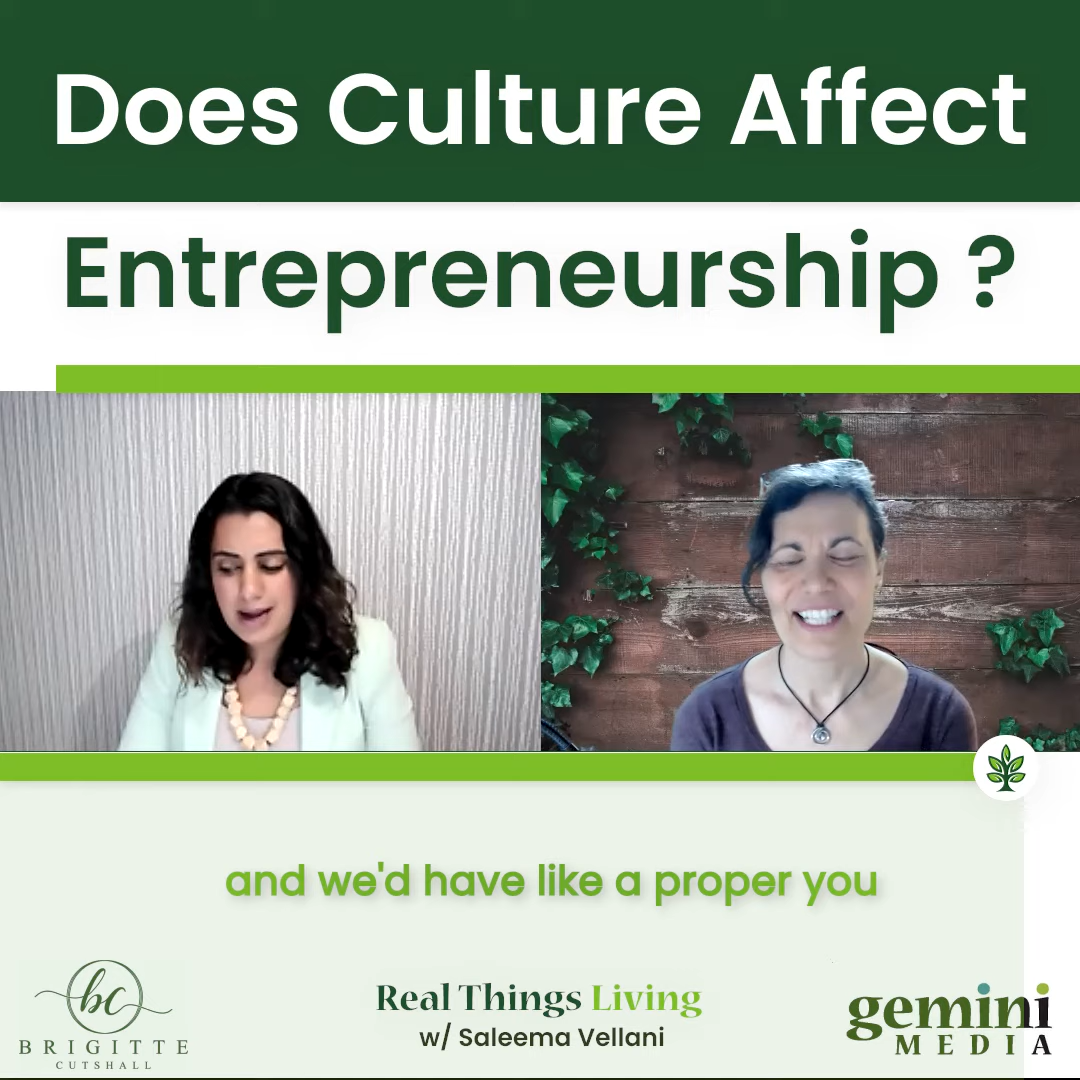 Does Culture Affect
Entrepreneurship ?
and we'd have like a proper you
bc
BRIGITTE
CUTSHALL
Real Things Living
w/ Saleema Vellani
gemini
MEDIA